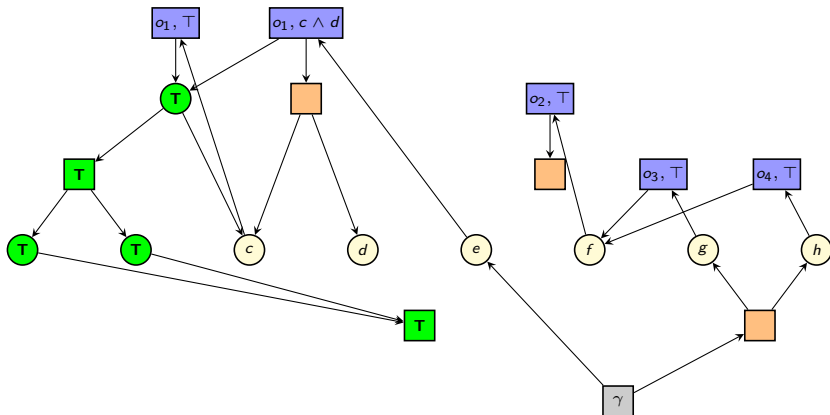 o₁, ⊤ o₁, c ∧ d
T o₂, ⊤
T o₃, ⊤ o₄, ⊤
T T c d e f g h
T
γ